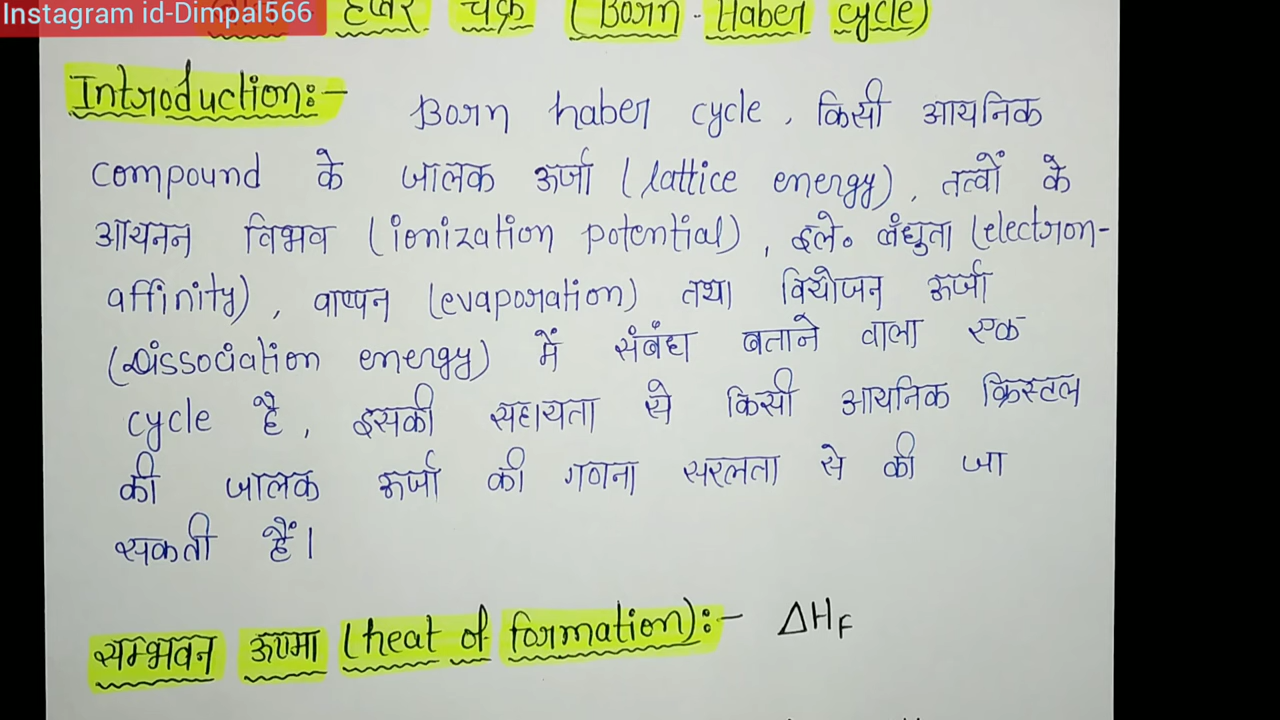 Instagram id-Dimpal566
हैबर चक्र (Born-Haber cycle)
Introduction:-
Born haber cycle, किसी आयनिक
compound के जालक ऊर्जा (lattice energy), तत्वों के
आयनन विभव (ionization potential), इले० बंधुता (electron-
affinity), वाष्पन (evaporation) तथा वियोजन ऊर्जा
(Dissociation energy) में संबंध बताने वाला एक
cycle है, इसकी सहायता से किसी आयनिक क्रिस्टल
की जालक ऊर्जा की गणना सरलता से की जा
सकती हैं।
सम्भवन ऊष्मा (heat of formation):- ΔHF